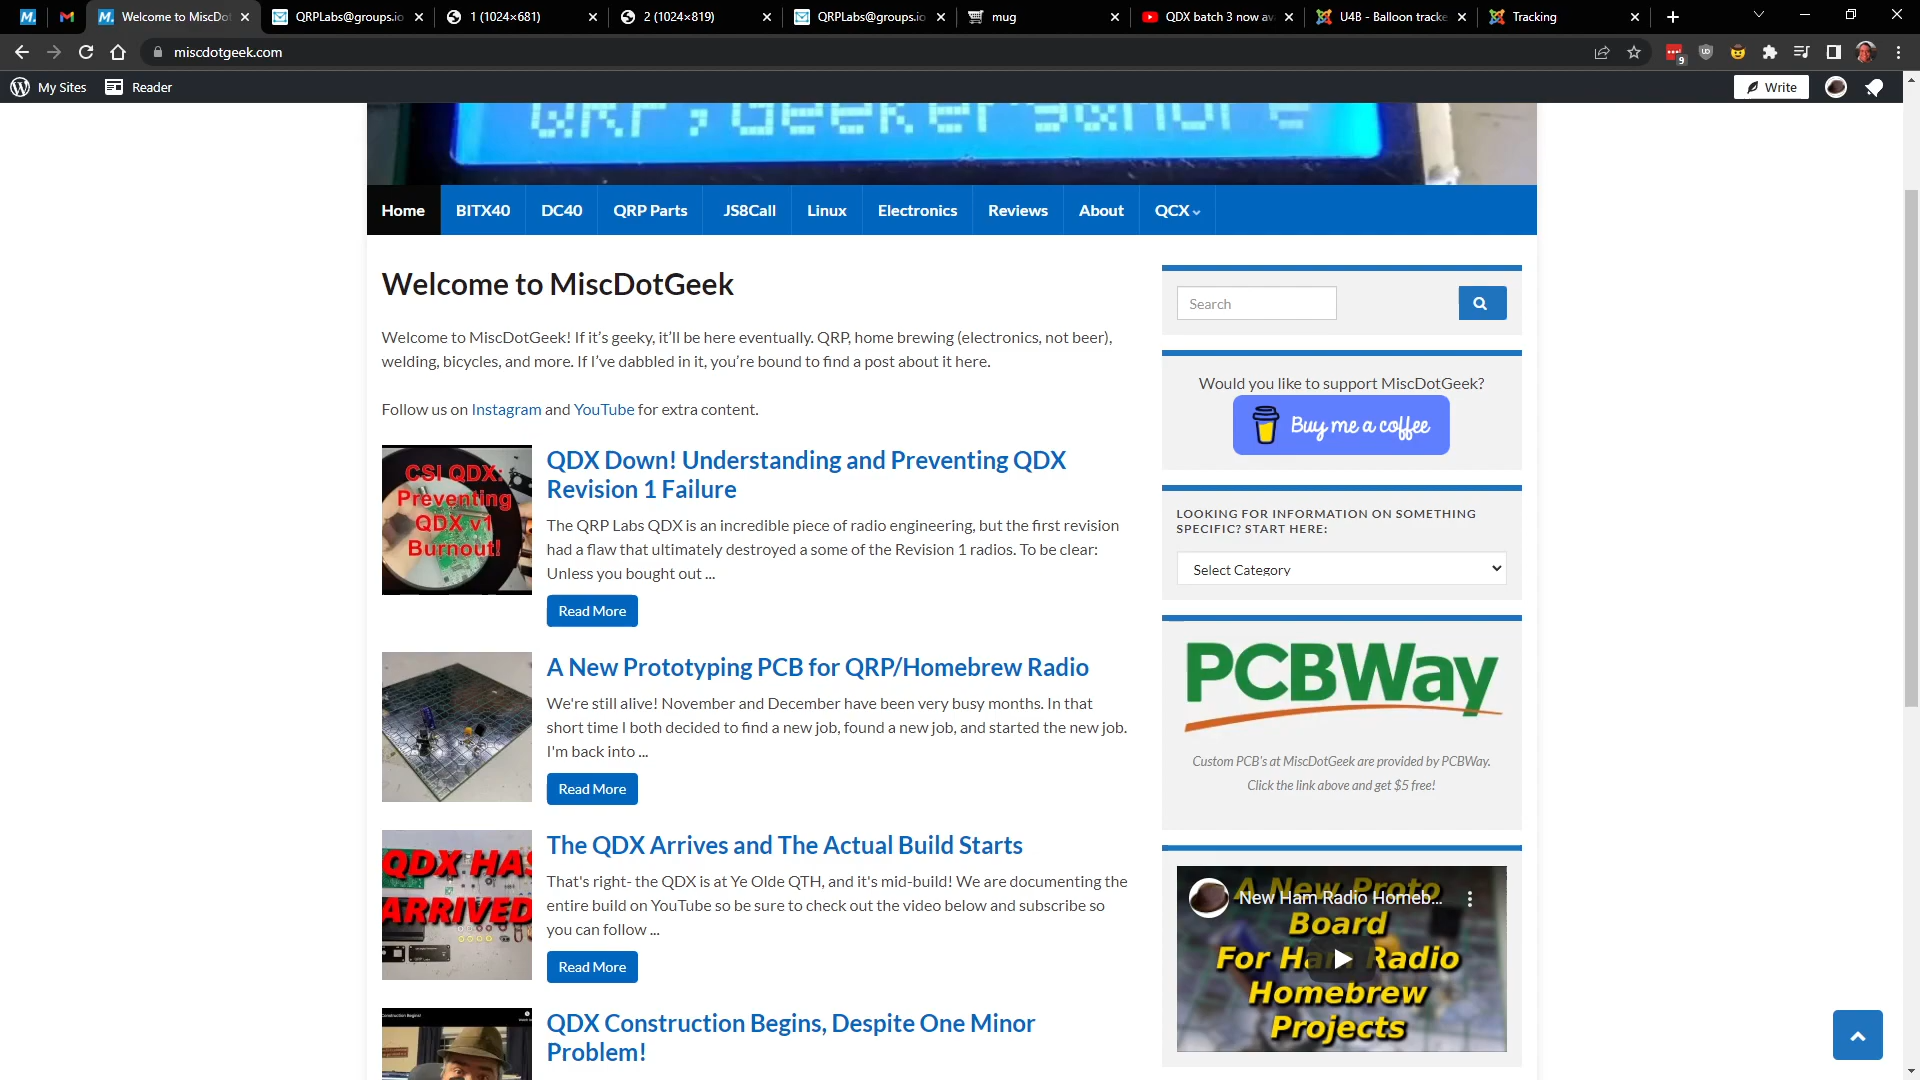 Welcome to MiscDot
QRPLabs@groups.io
1 (1024×681)
2 (1024×819)
QRPLabs@groups.io
mug
QDX batch 3 now av
U4B - Balloon tracke
Tracking
miscdotgeek.com
9
My Sites
Reader
Write
QRP, Geekery & More
Home
BITX40
DC40
QRP Parts
JS8Call
Linux
Electronics
Reviews
About
QCX
Welcome to MiscDotGeek
Welcome to MiscDotGeek! If it’s geeky, it’ll be here eventually. QRP, home brewing (electronics, not beer),
welding, bicycles, and more. If I’ve dabbled in it, you’re bound to find a post about it here.
Follow us on Instagram and YouTube for extra content.
CSI QDX:
Preventing
QDX v1
Burnout!
QDX Down! Understanding and Preventing QDX
Revision 1 Failure
The QRP Labs QDX is an incredible piece of radio engineering, but the first revision
had a flaw that ultimately destroyed a some of the Revision 1 radios. To be clear:
Unless you bought out ...
Read More
A New Prototyping PCB for QRP/Homebrew Radio
We're still alive! November and December have been very busy months. In that
short time I both decided to find a new job, found a new job, and started the new job.
I'm back into ...
Read More
QDX HAS
ARRIVED
The QDX Arrives and The Actual Build Starts
That's right- the QDX is at Ye Olde QTH, and it's mid-build! We are documenting the
entire build on YouTube so be sure to check out the video below and subscribe so
you can follow ...
Read More
QDX Construction Begins, Despite One Minor
Problem!
Search
Would you like to support MiscDotGeek?
Buy me a coffee
LOOKING FOR INFORMATION ON SOMETHING
SPECIFIC? START HERE:
Select Category
PCBWay
Custom PCB's at MiscDotGeek are provided by PCBWay.
Click the link above and get $5 free!
New Ham Radio Homeb...
A New Proto
Board
For Ham Radio
Homebrew
Projects